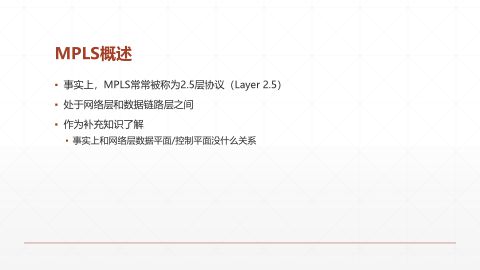 MPLS概述
▪ 事实上，MPLS常常被称为2.5层协议（Layer 2.5）
▪ 处于网络层和数据链路层之间
▪ 作为补充知识了解
▪ 事实上和网络层数据平面/控制平面没什么关系